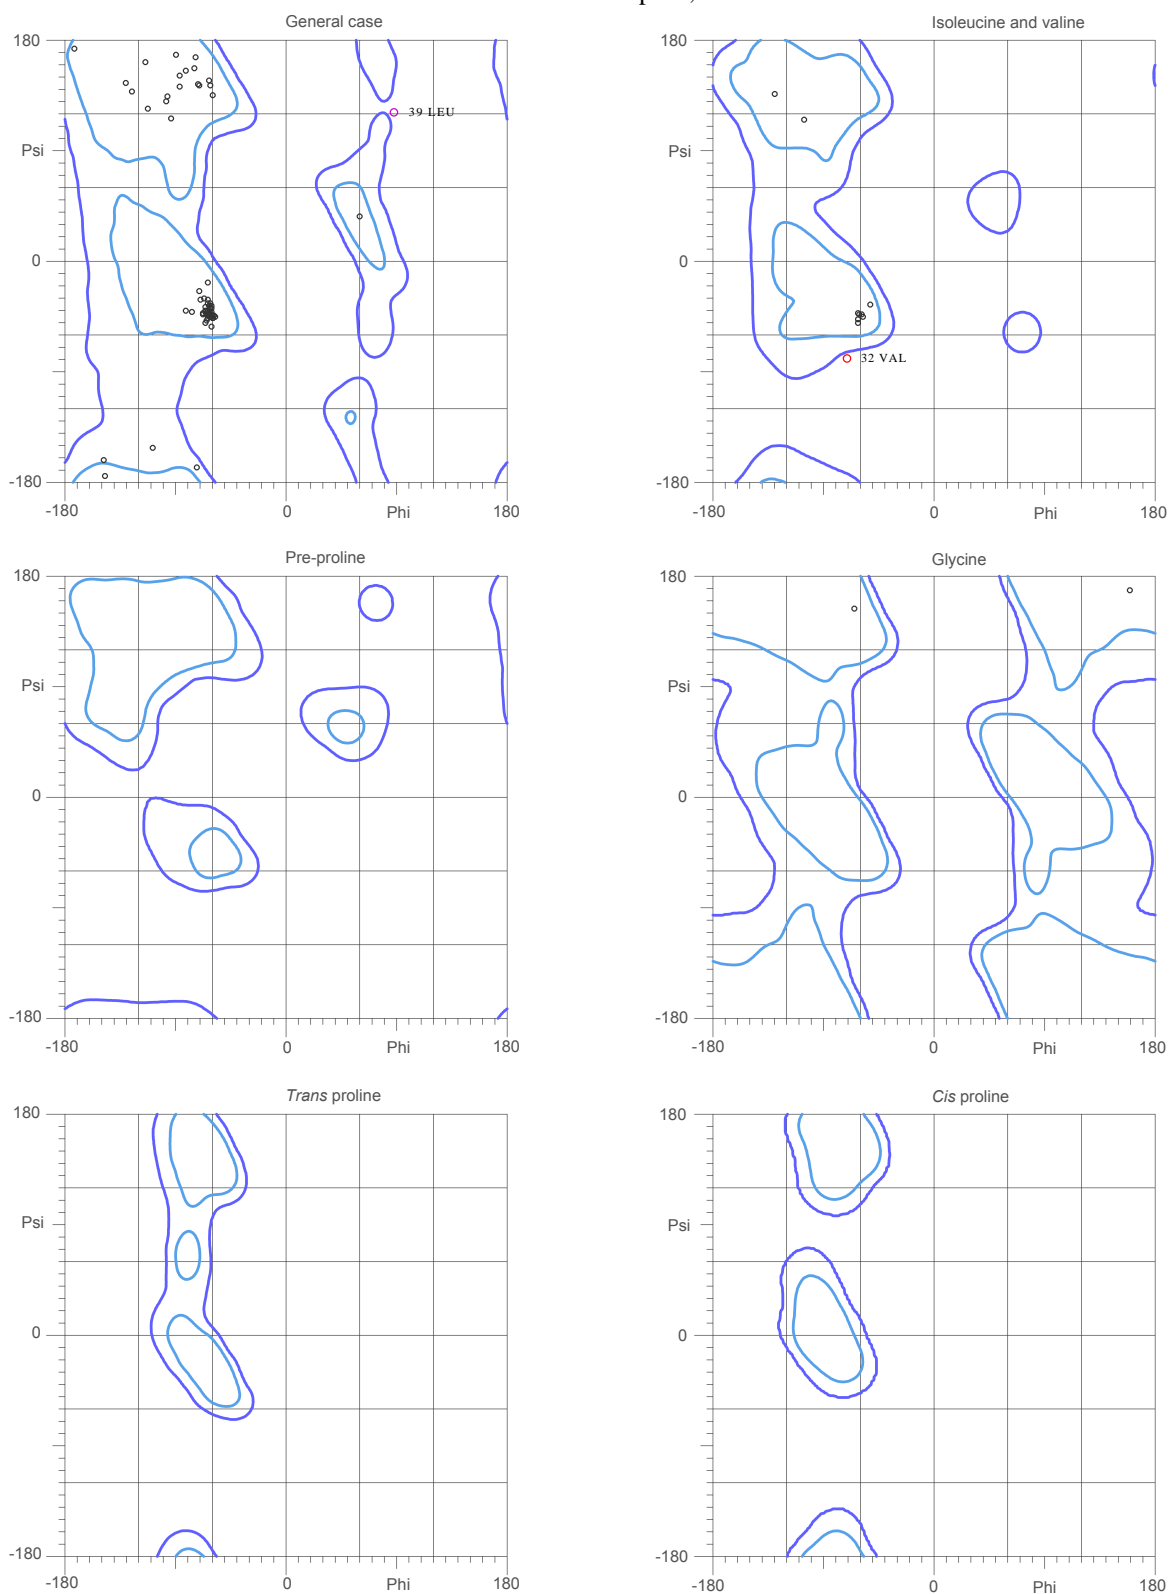 General case
Isoleucine and valine
180
39 LEU
Psi
0
-180
-180
0
Phi
180
180
Psi
0
32 VAL
-180
-180
0
Phi
180
Pre-proline
Glycine
180
Psi
0
-180
-180
0
Phi
180
180
Psi
0
-180
-180
0
Phi
180
Trans proline
Cis proline
180
Psi
0
-180
-180
0
Phi
180
180
Psi
0
-180
-180
0
Phi
180